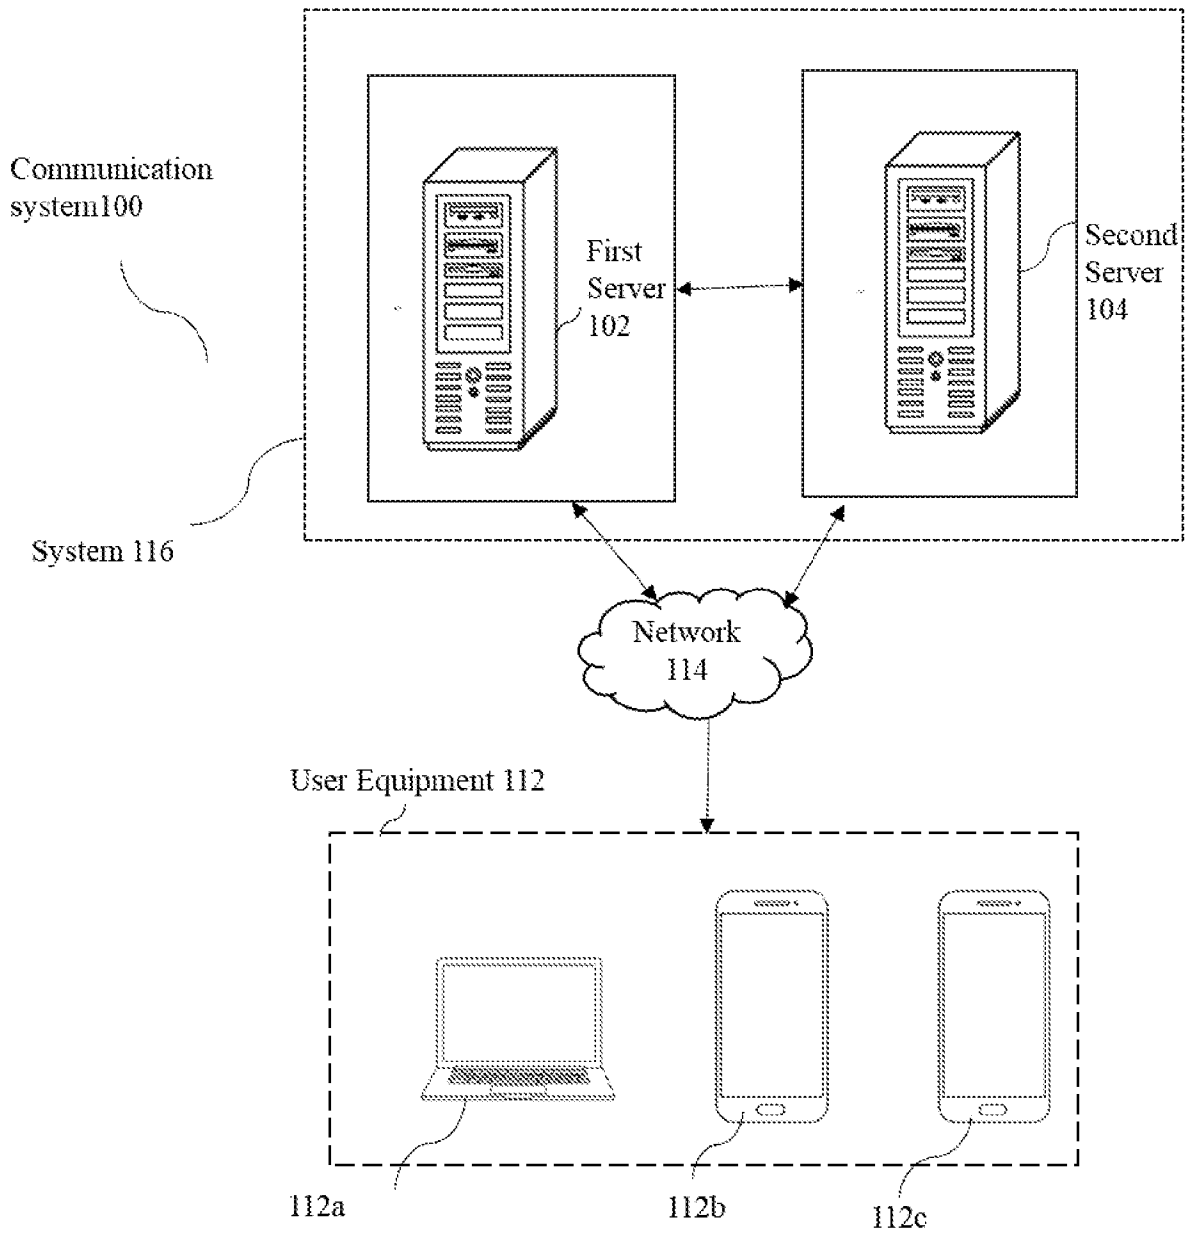 Communication
system100
First
Server
102
Second
Server
104
System 116
Network
114
User Equipment 112
112a
112b
112c